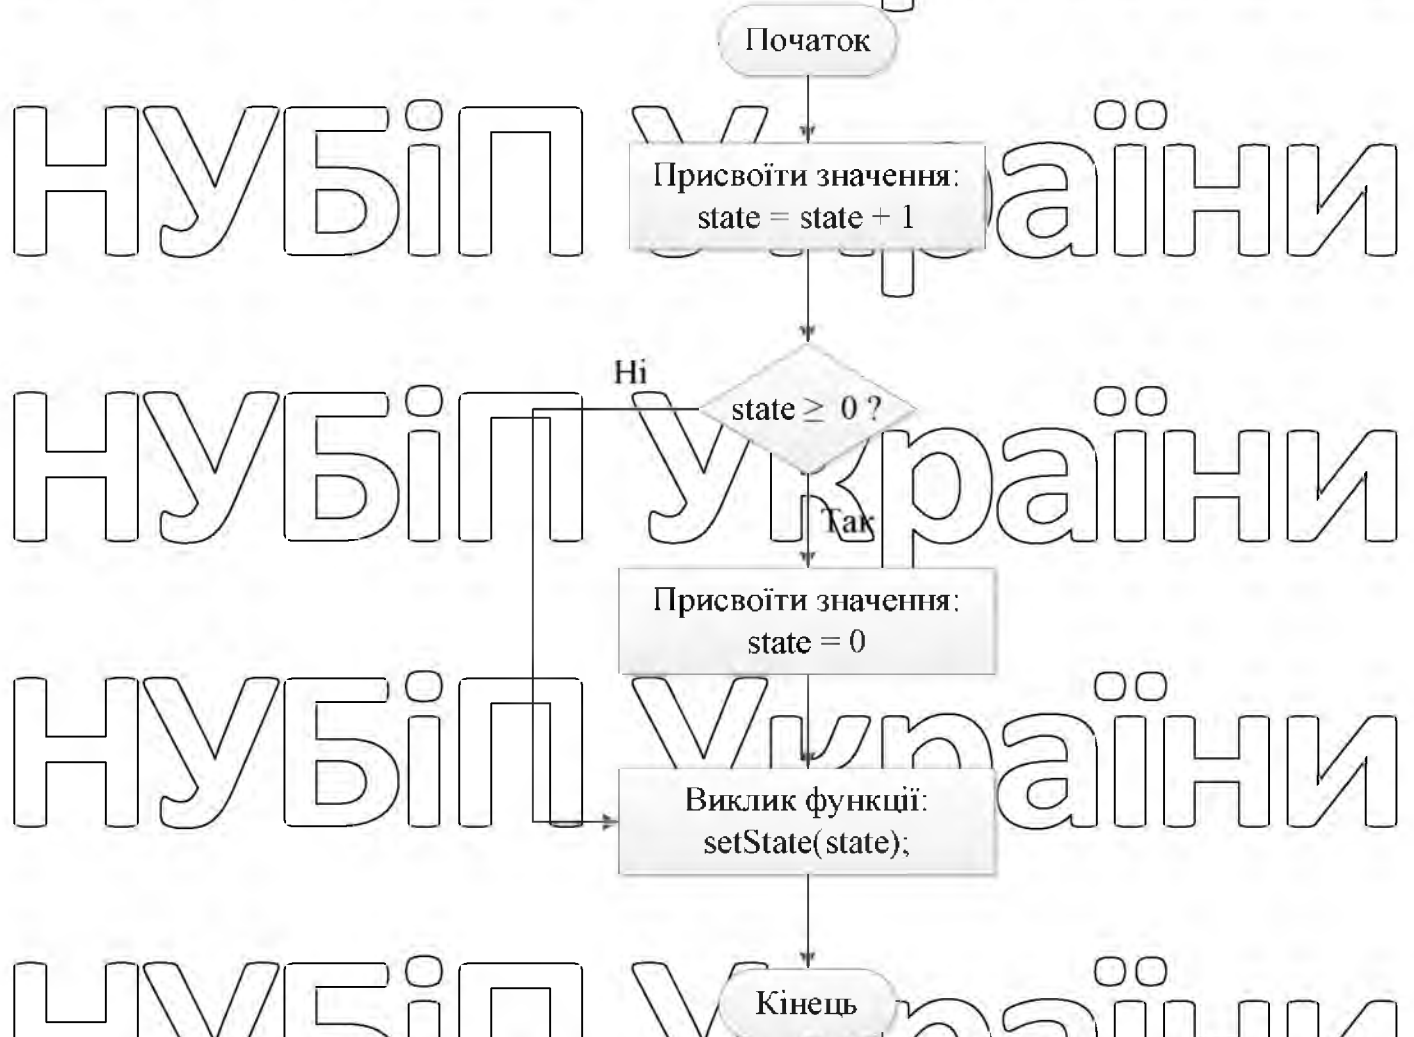 Початок
НУБіП України
Присвоїти значення:
state = state + 1
Ні
state ≥ 0 ?
НУБіП України
Так
Присвоїти значення:
state = 0
НУБіП України
Виклик функції:
setState(state);
НУБіП України
Кінець